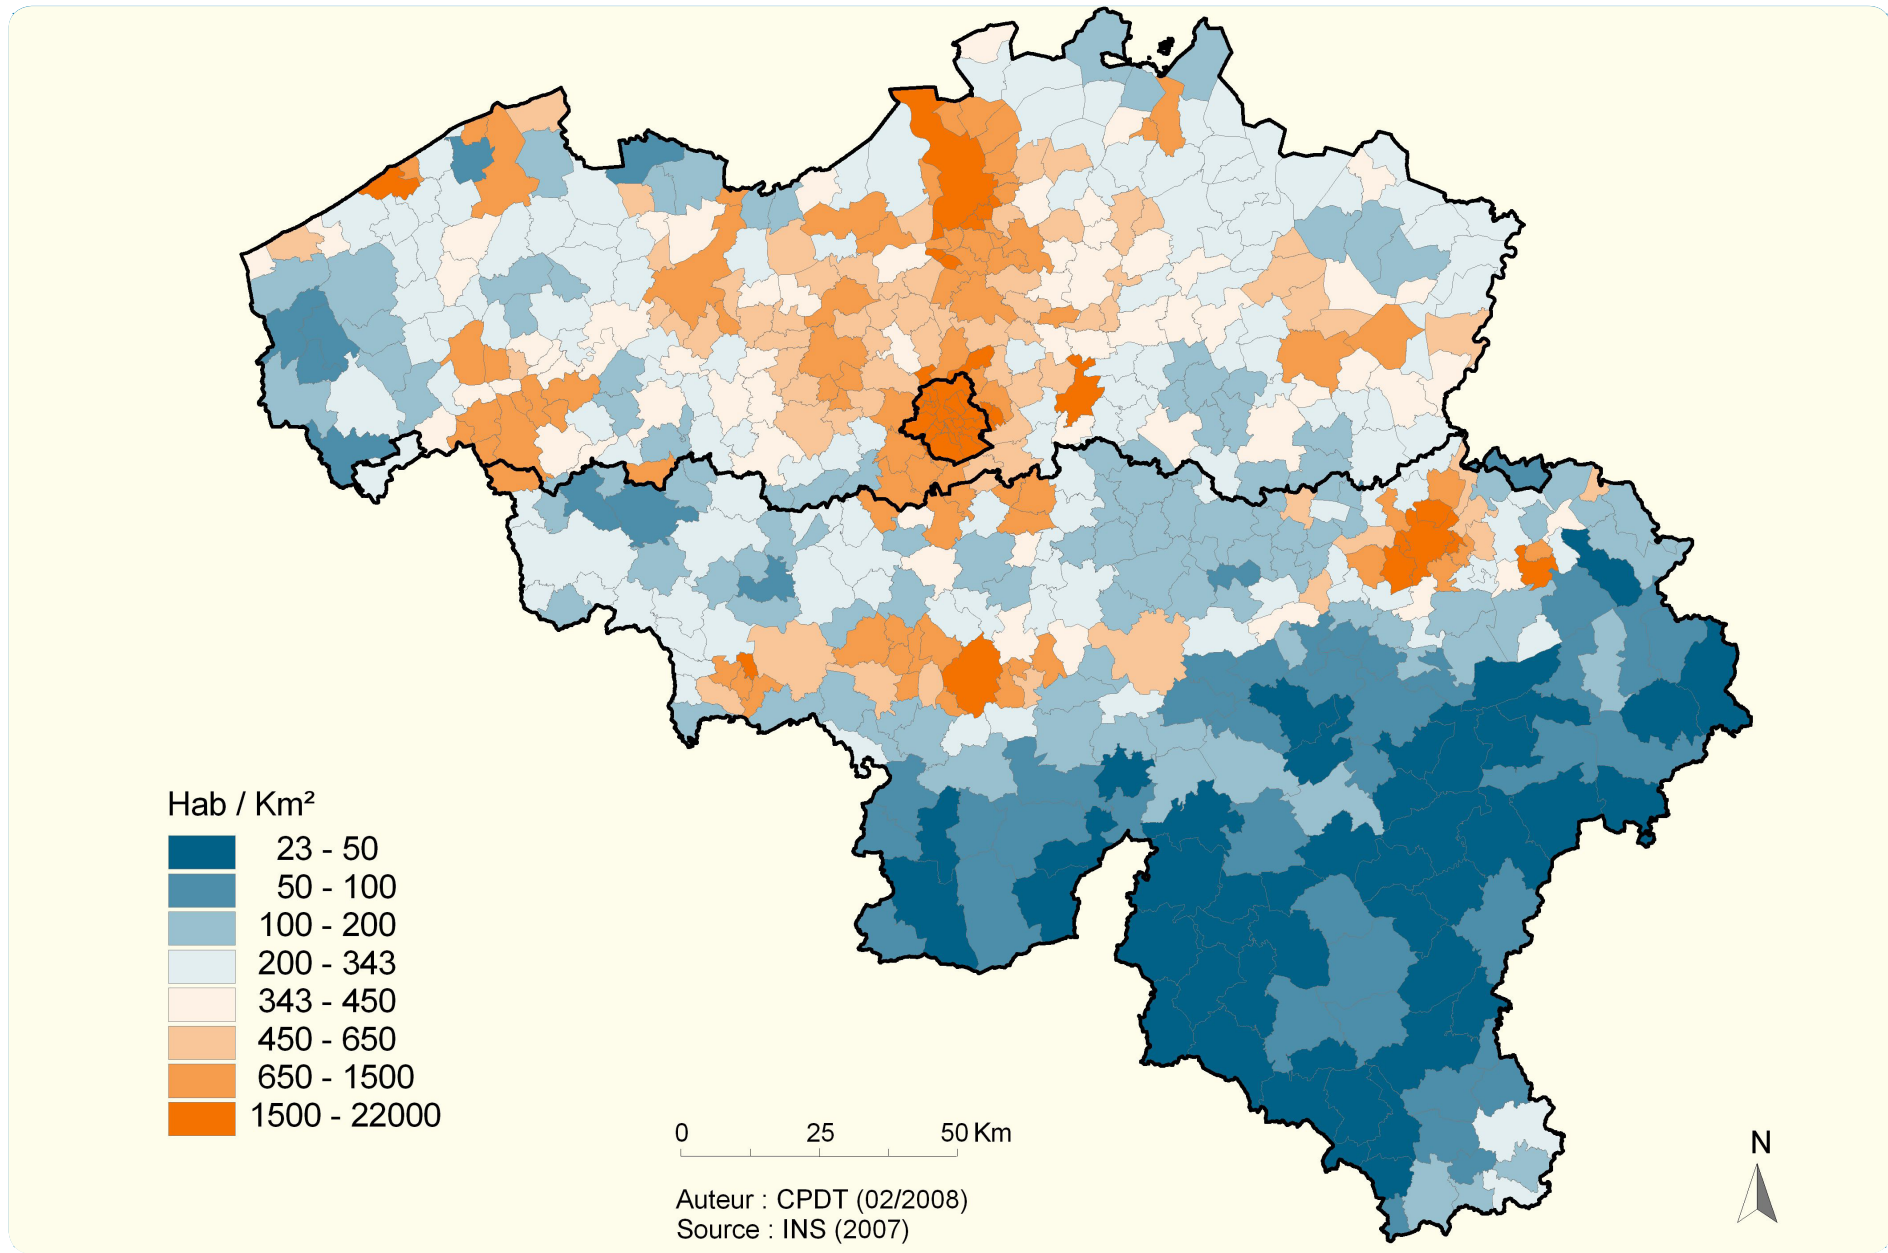 Hab / Km²
23 - 50
50 - 100
100 - 200
200 - 343
343 - 450
450 - 650
650 - 1500
1500 - 22000
0 25 50 Km
Auteur : CPDT (02/2008)
Source : INS (2007)
N